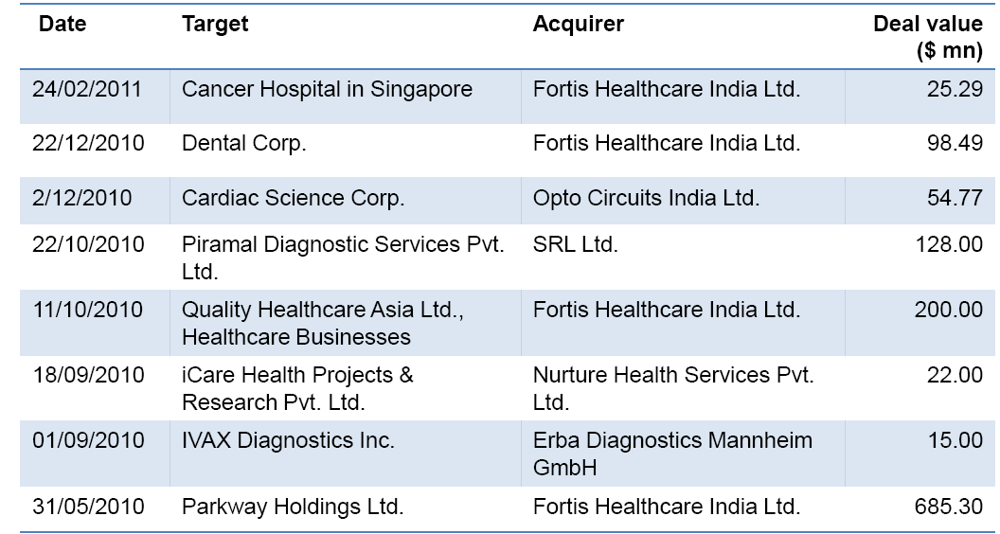 Date Target Acquirer Deal value
($ mn)
24/02/2011 Cancer Hospital in Singapore Fortis Healthcare India Ltd. 25.29
22/12/2010 Dental Corp. Fortis Healthcare India Ltd. 98.49
2/12/2010 Cardiac Science Corp. Opto Circuits India Ltd. 54.77
22/10/2010 Piramal Diagnostic Services Pvt. SRL Ltd. 128.00
Ltd.
11/10/2010 Quality Healthcare Asia Ltd., Fortis Healthcare India Ltd. 200.00
Healthcare Businesses
18/09/2010 iCare Health Projects & Nurture Health Services Pvt. 22.00
Research Pvt. Ltd. Ltd.
01/09/2010 IVAX Diagnostics Inc. Erba Diagnostics Mannheim 15.00
GmbH
31/05/2010 Parkway Holdings Ltd. Fortis Healthcare India Ltd. 685.30